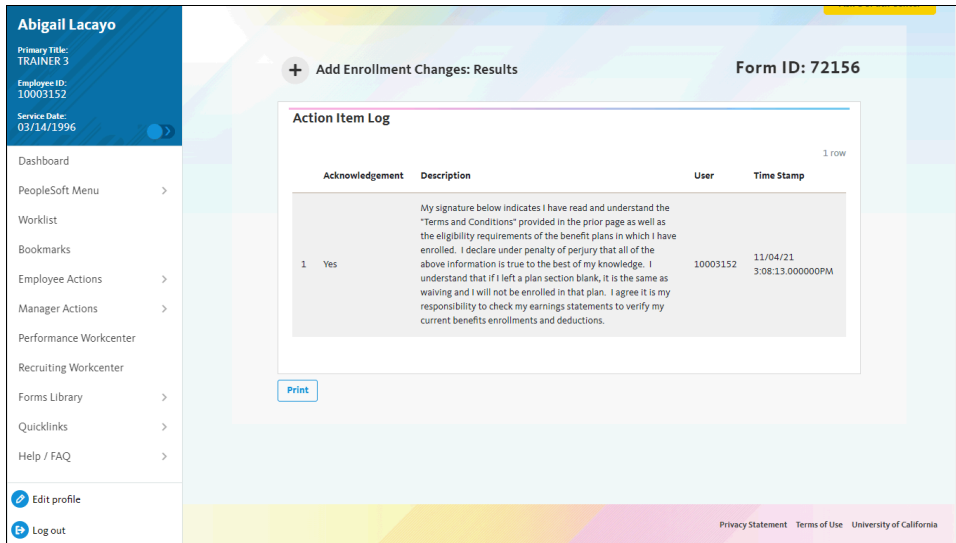 Abigail Lacayo
Primary Title:
TRAINER 3
Employee ID:
10003152
Service Date:
03/14/1996
Dashboard
PeopleSoft Menu
Worklist
Bookmarks
Employee Actions
Manager Actions
Performance Workcenter
Recruiting Workcenter
Forms Library
Quicklinks
Help / FAQ
Edit profile
Log out
Add Enrollment Changes: Results
Form ID: 72156
Action Item Log
1 row
Acknowledgement Description User Time Stamp
My signature below indicates I have read and understand the
"Terms and Conditions" provided in the prior page as well as
the eligibility requirements of the benefit plans in which I have
enrolled. I declare under penalty of perjury that all of the
above information is true to the best of my knowledge. I
understand that if I left a plan section blank, it is the same as
waiving and I will not be enrolled in that plan. I agree it is my
responsibility to check my earnings statements to verify my
current benefits enrollments and deductions.
1 Yes
10003152
11/04/21
3:08:13.000000PM
Print
Privacy Statement Terms of Use University of California